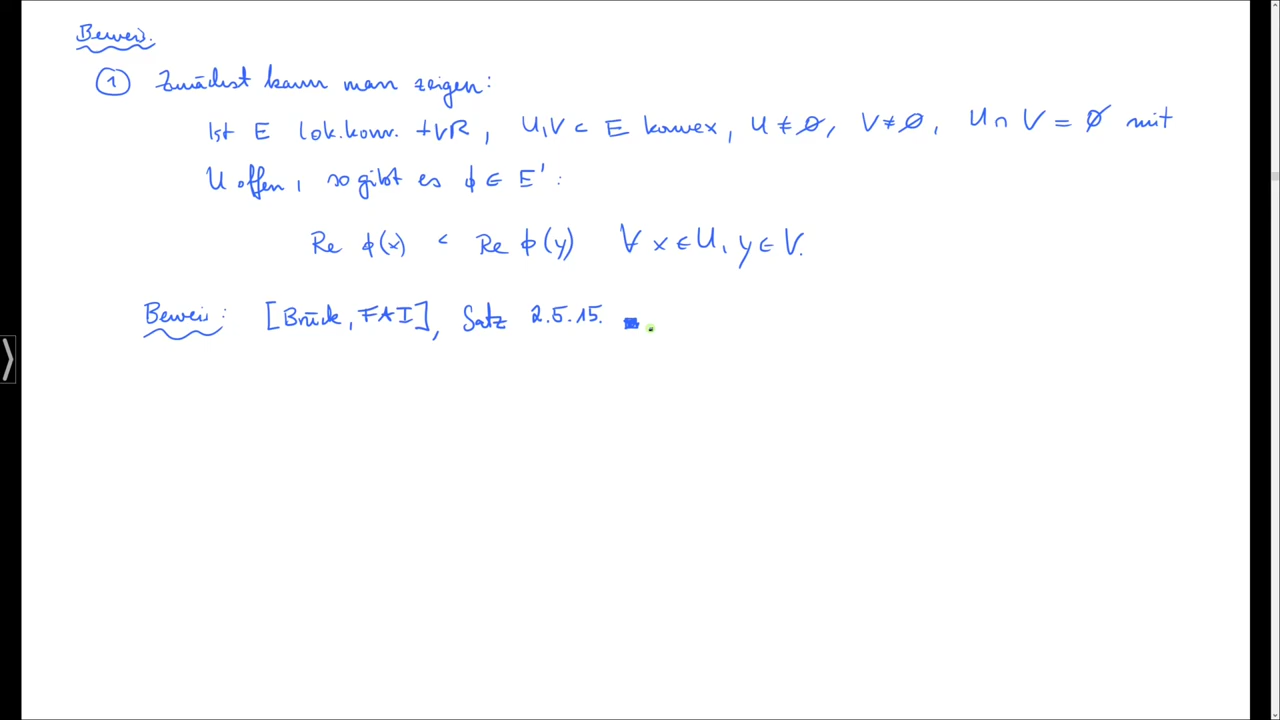 Beweis.
① Zunächst kann man zeigen:
Ist E lok.konv. tVR, U,V ⊂ E konvex, U ≠ ∅, V ≠ ∅, U ∩ V = ∅ mit
U offen, so gibt es ϕ ∈ E':
Re ϕ(x) < Re ϕ(y) ∀ x ∈ U, y ∈ V.
Beweis: [Brück, FAI], Satz 2.5.15.